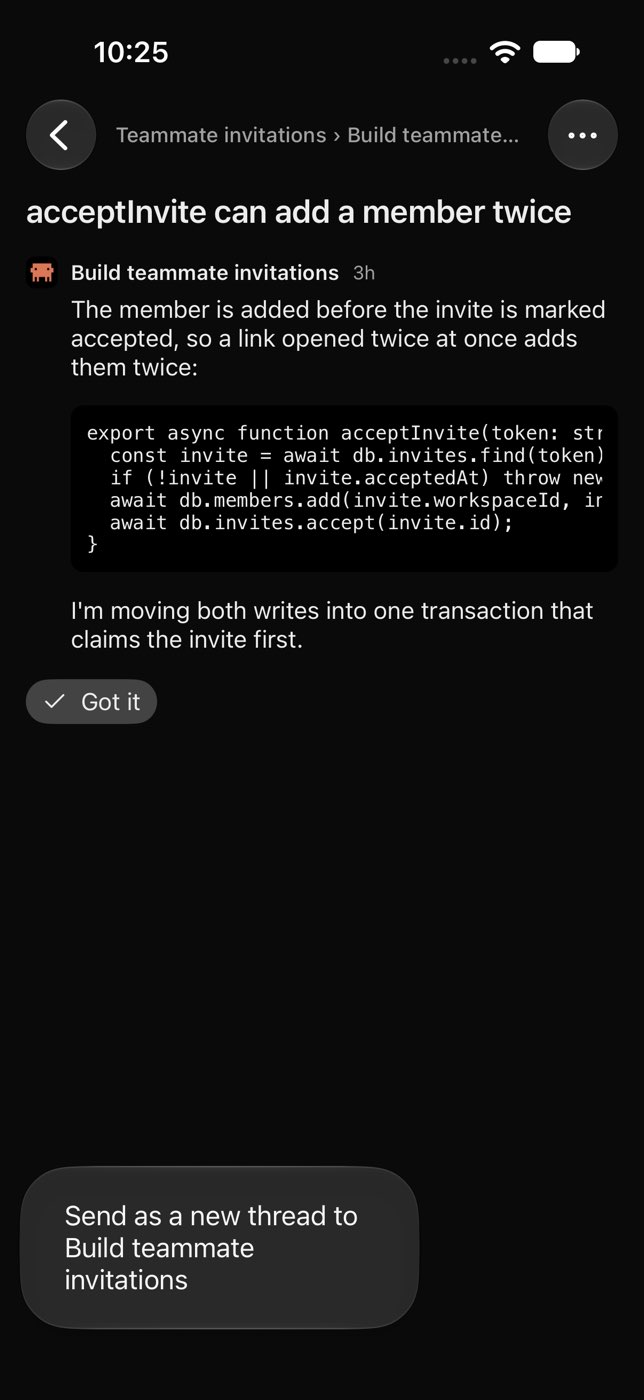 10:25
Teammate invitations › Build teammate...
acceptInvite can add a member twice
Build teammate invitations 3h
The member is added before the invite is marked
accepted, so a link opened twice at once adds
them twice:
export async function acceptInvite(token: str
const invite = await db.invites.find(token)
if (!invite || invite.acceptedAt) throw new
await db.members.add(invite.workspaceId, in
await db.invites.accept(invite.id);
}
I'm moving both writes into one transaction that
claims the invite first.
Got it
Send as a new thread to
Build teammate
invitations